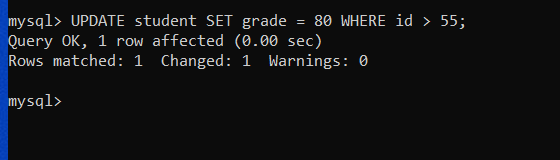 mysql> UPDATE student SET grade = 80 WHERE id > 55;
Query OK, 1 row affected (0.00 sec)
Rows matched: 1  Changed: 1  Warnings: 0
mysql>